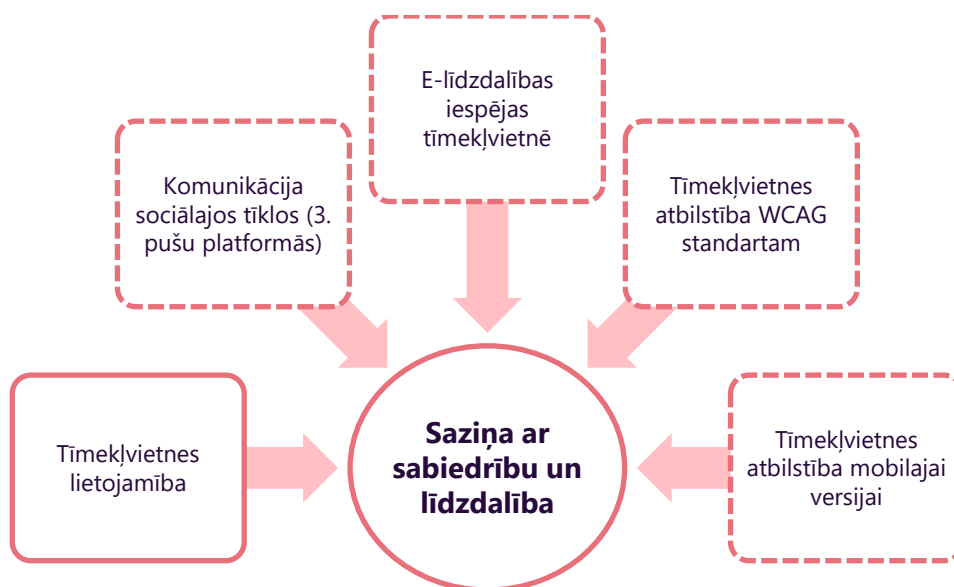 E-līdzdalības
iespējas
tīmekļvietnē
Komunikācija
sociālajos tīklos (3.
pušu platformās)
Tīmekļvietnes
atbilstība WCAG
standartam
Tīmekļvietnes
lietojamība
Saziņa ar
sabiedrību un
līdzdalība
Tīmekļvietnes
atbilstība mobilajai
versijai